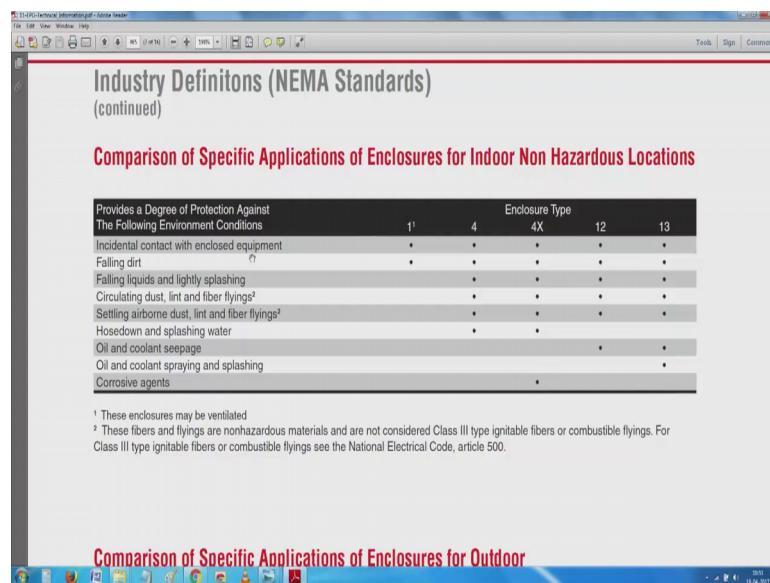 11-EPG-Technical_Information.pdf - Adobe Reader
File Edit View Window Help
Tools Sign Comment
Industry Definitons (NEMA Standards)
(continued)
Comparison of Specific Applications of Enclosures for Indoor Non Hazardous Locations
Provides a Degree of Protection Against Enclosure Type
The Following Environment Conditions 1¹ 4 4X 12 13
Incidental contact with enclosed equipment • • • • •
Falling dirt • • • • •
Falling liquids and lightly splashing • • • •
Circulating dust, lint and fiber flyings² • • • •
Settling airborne dust, lint and fiber flyings² • • • •
Hosedown and splashing water • •
Oil and coolant seepage • •
Oil and coolant spraying and splashing •
Corrosive agents •
¹ These enclosures may be ventilated
² These fibers and flyings are nonhazardous materials and are not considered Class III type ignitable fibers or combustible flyings. For
Class III type ignitable fibers or combustible flyings see the National Electrical Code, article 500.
Comparison of Specific Applications of Enclosures for Outdoor